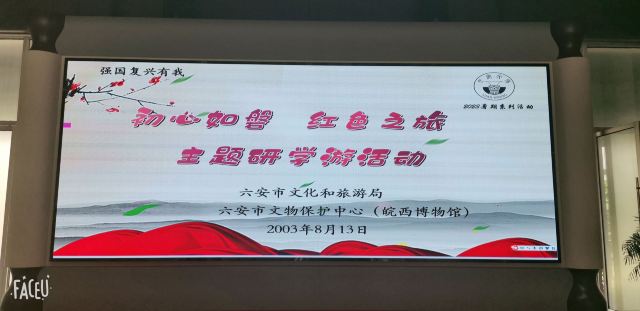 强国复兴有我
2023暑期系列活动
初心如磐 红色之旅
主题研学游活动
六安市文化和旅游局
六安市文物保护中心（皖西博物馆）
2003年8月13日
FACEU